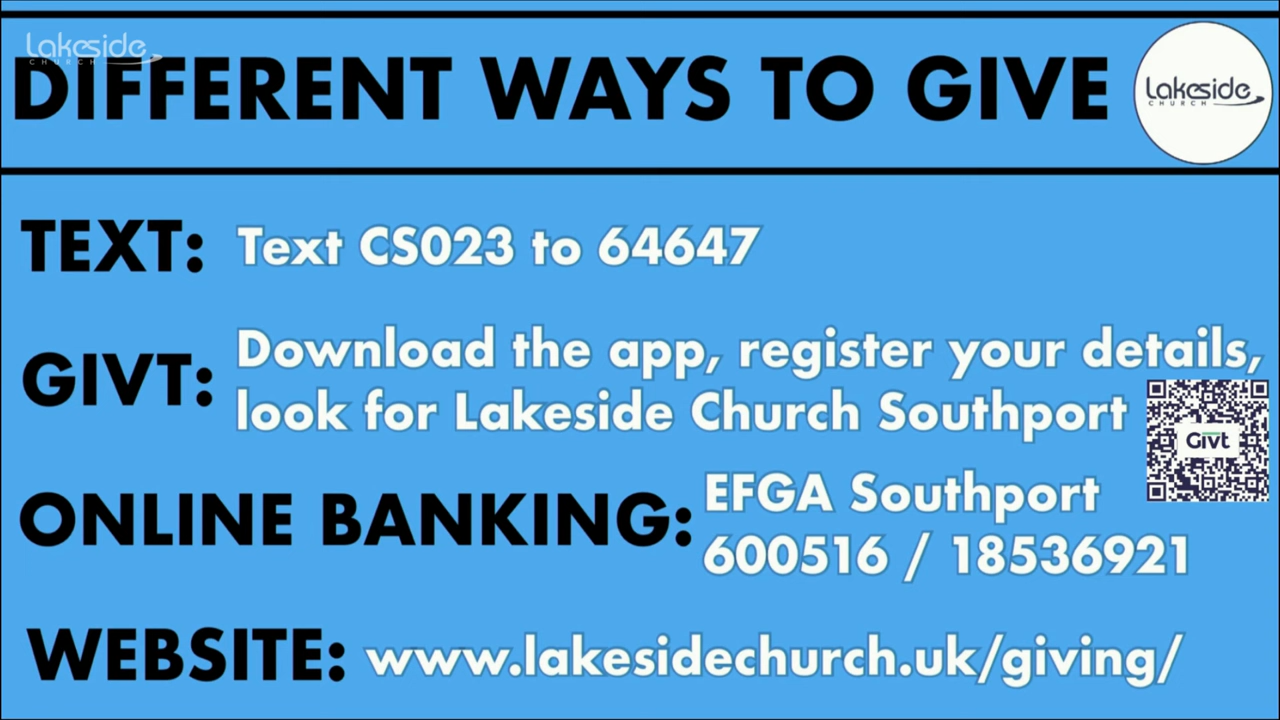 Lakeside
CHURCH
DIFFERENT WAYS TO GIVE
Lakeside
CHURCH
TEXT: Text CS023 to 64647
GIVT: Download the app, register your details,
look for Lakeside Church Southport
Givt
ONLINE BANKING: EFGA Southport
600516 / 18536921
WEBSITE: www.lakesidechurch.uk/giving/